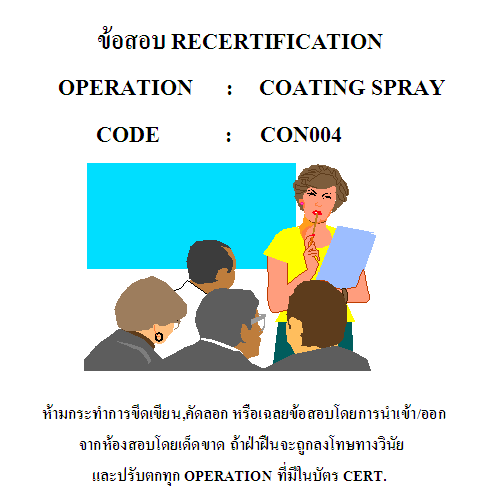 ข้อสอบ RECERTIFICATION
OPERATION : COATING SPRAY
CODE : CON004
ห้ามกระทำการขีดเขียน,คัดลอก หรือเฉลยข้อสอบโดยการนำเข้า/ออก
จากห้องสอบโดยเด็ดขาด ถ้าฝ่าฝืนจะถูกลงโทษทางวินัย
และปรับตกทุก OPERATION ที่มีในบัตร CERT.